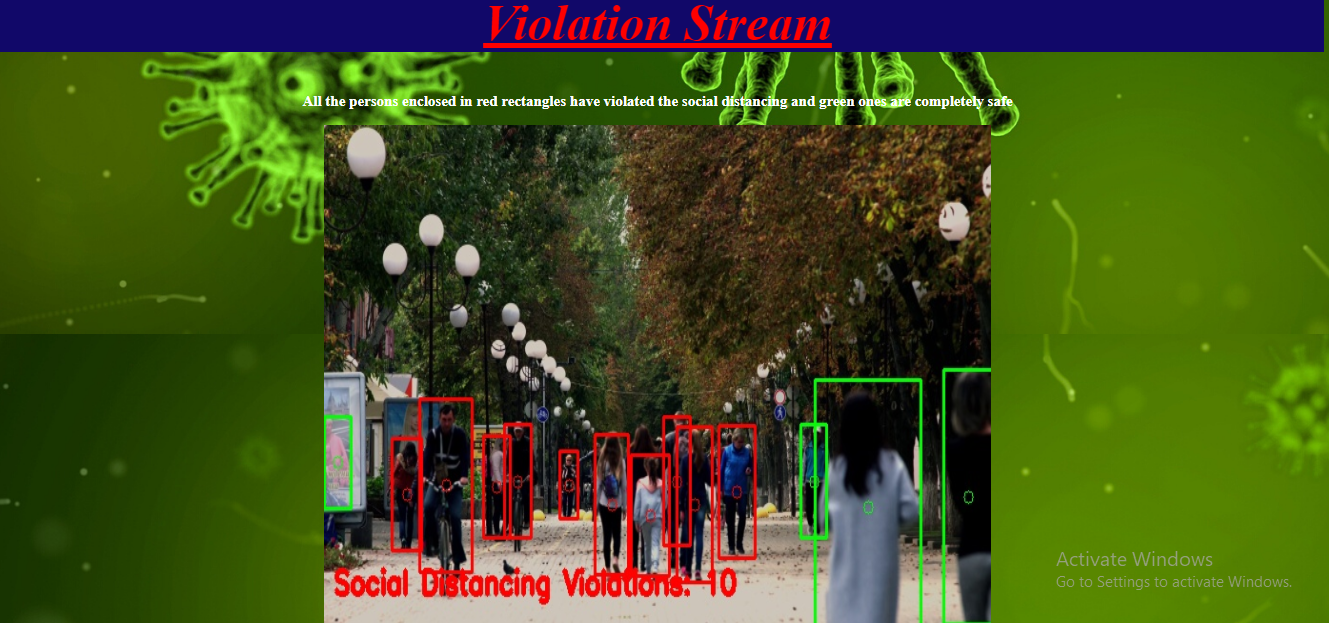 Violation Stream
All the persons enclosed in red rectangles have violated the social distancing and green ones are completely safe
Social Distancing Violations: 10
Activate Windows
Go to Settings to activate Windows.